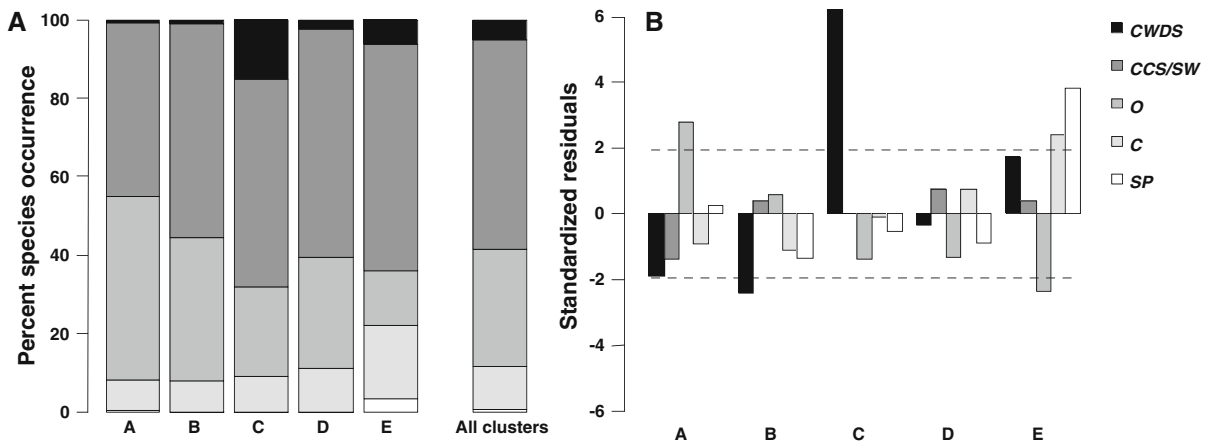 A
Percent species occurrence
100
80
60
40
20
0
A B C D E All clusters
B
Standardized residuals
6
4
2
0
-2
-4
-6
A B C D E
CWDS
CCS/SW
O
C
SP